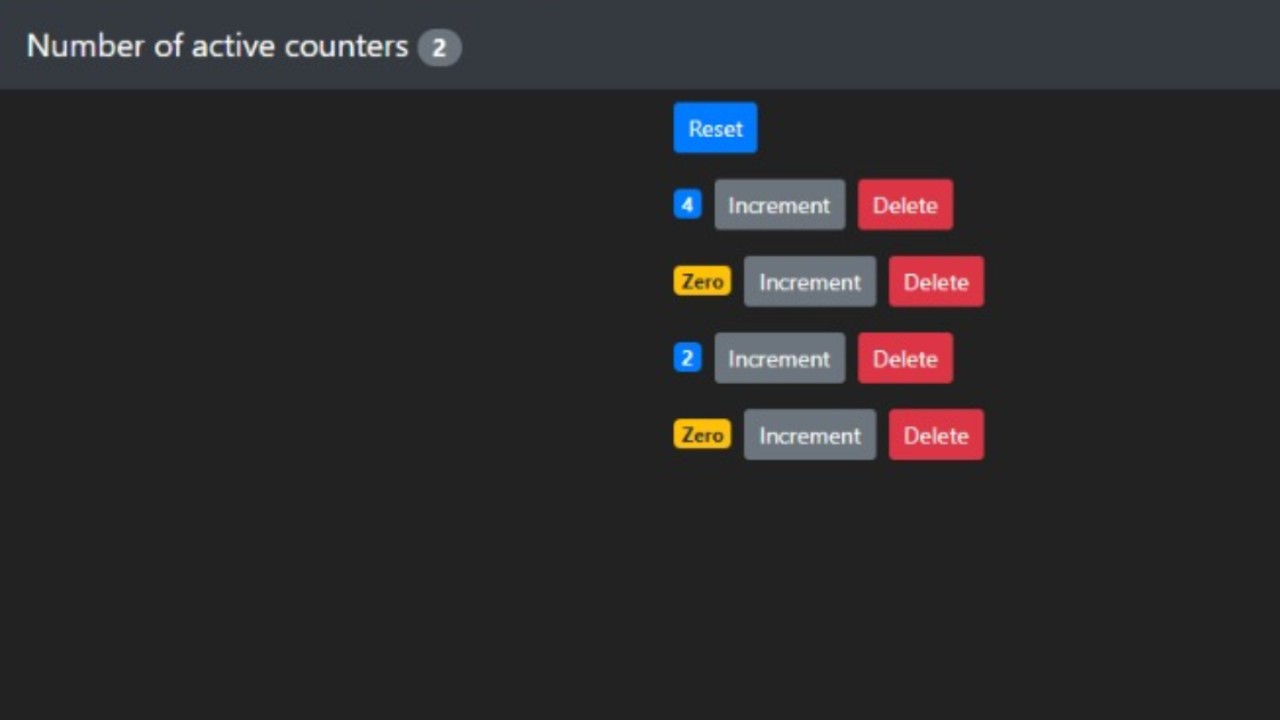 Number of active counters 2
Reset
4 Increment Delete
Zero Increment Delete
2 Increment Delete
Zero Increment Delete